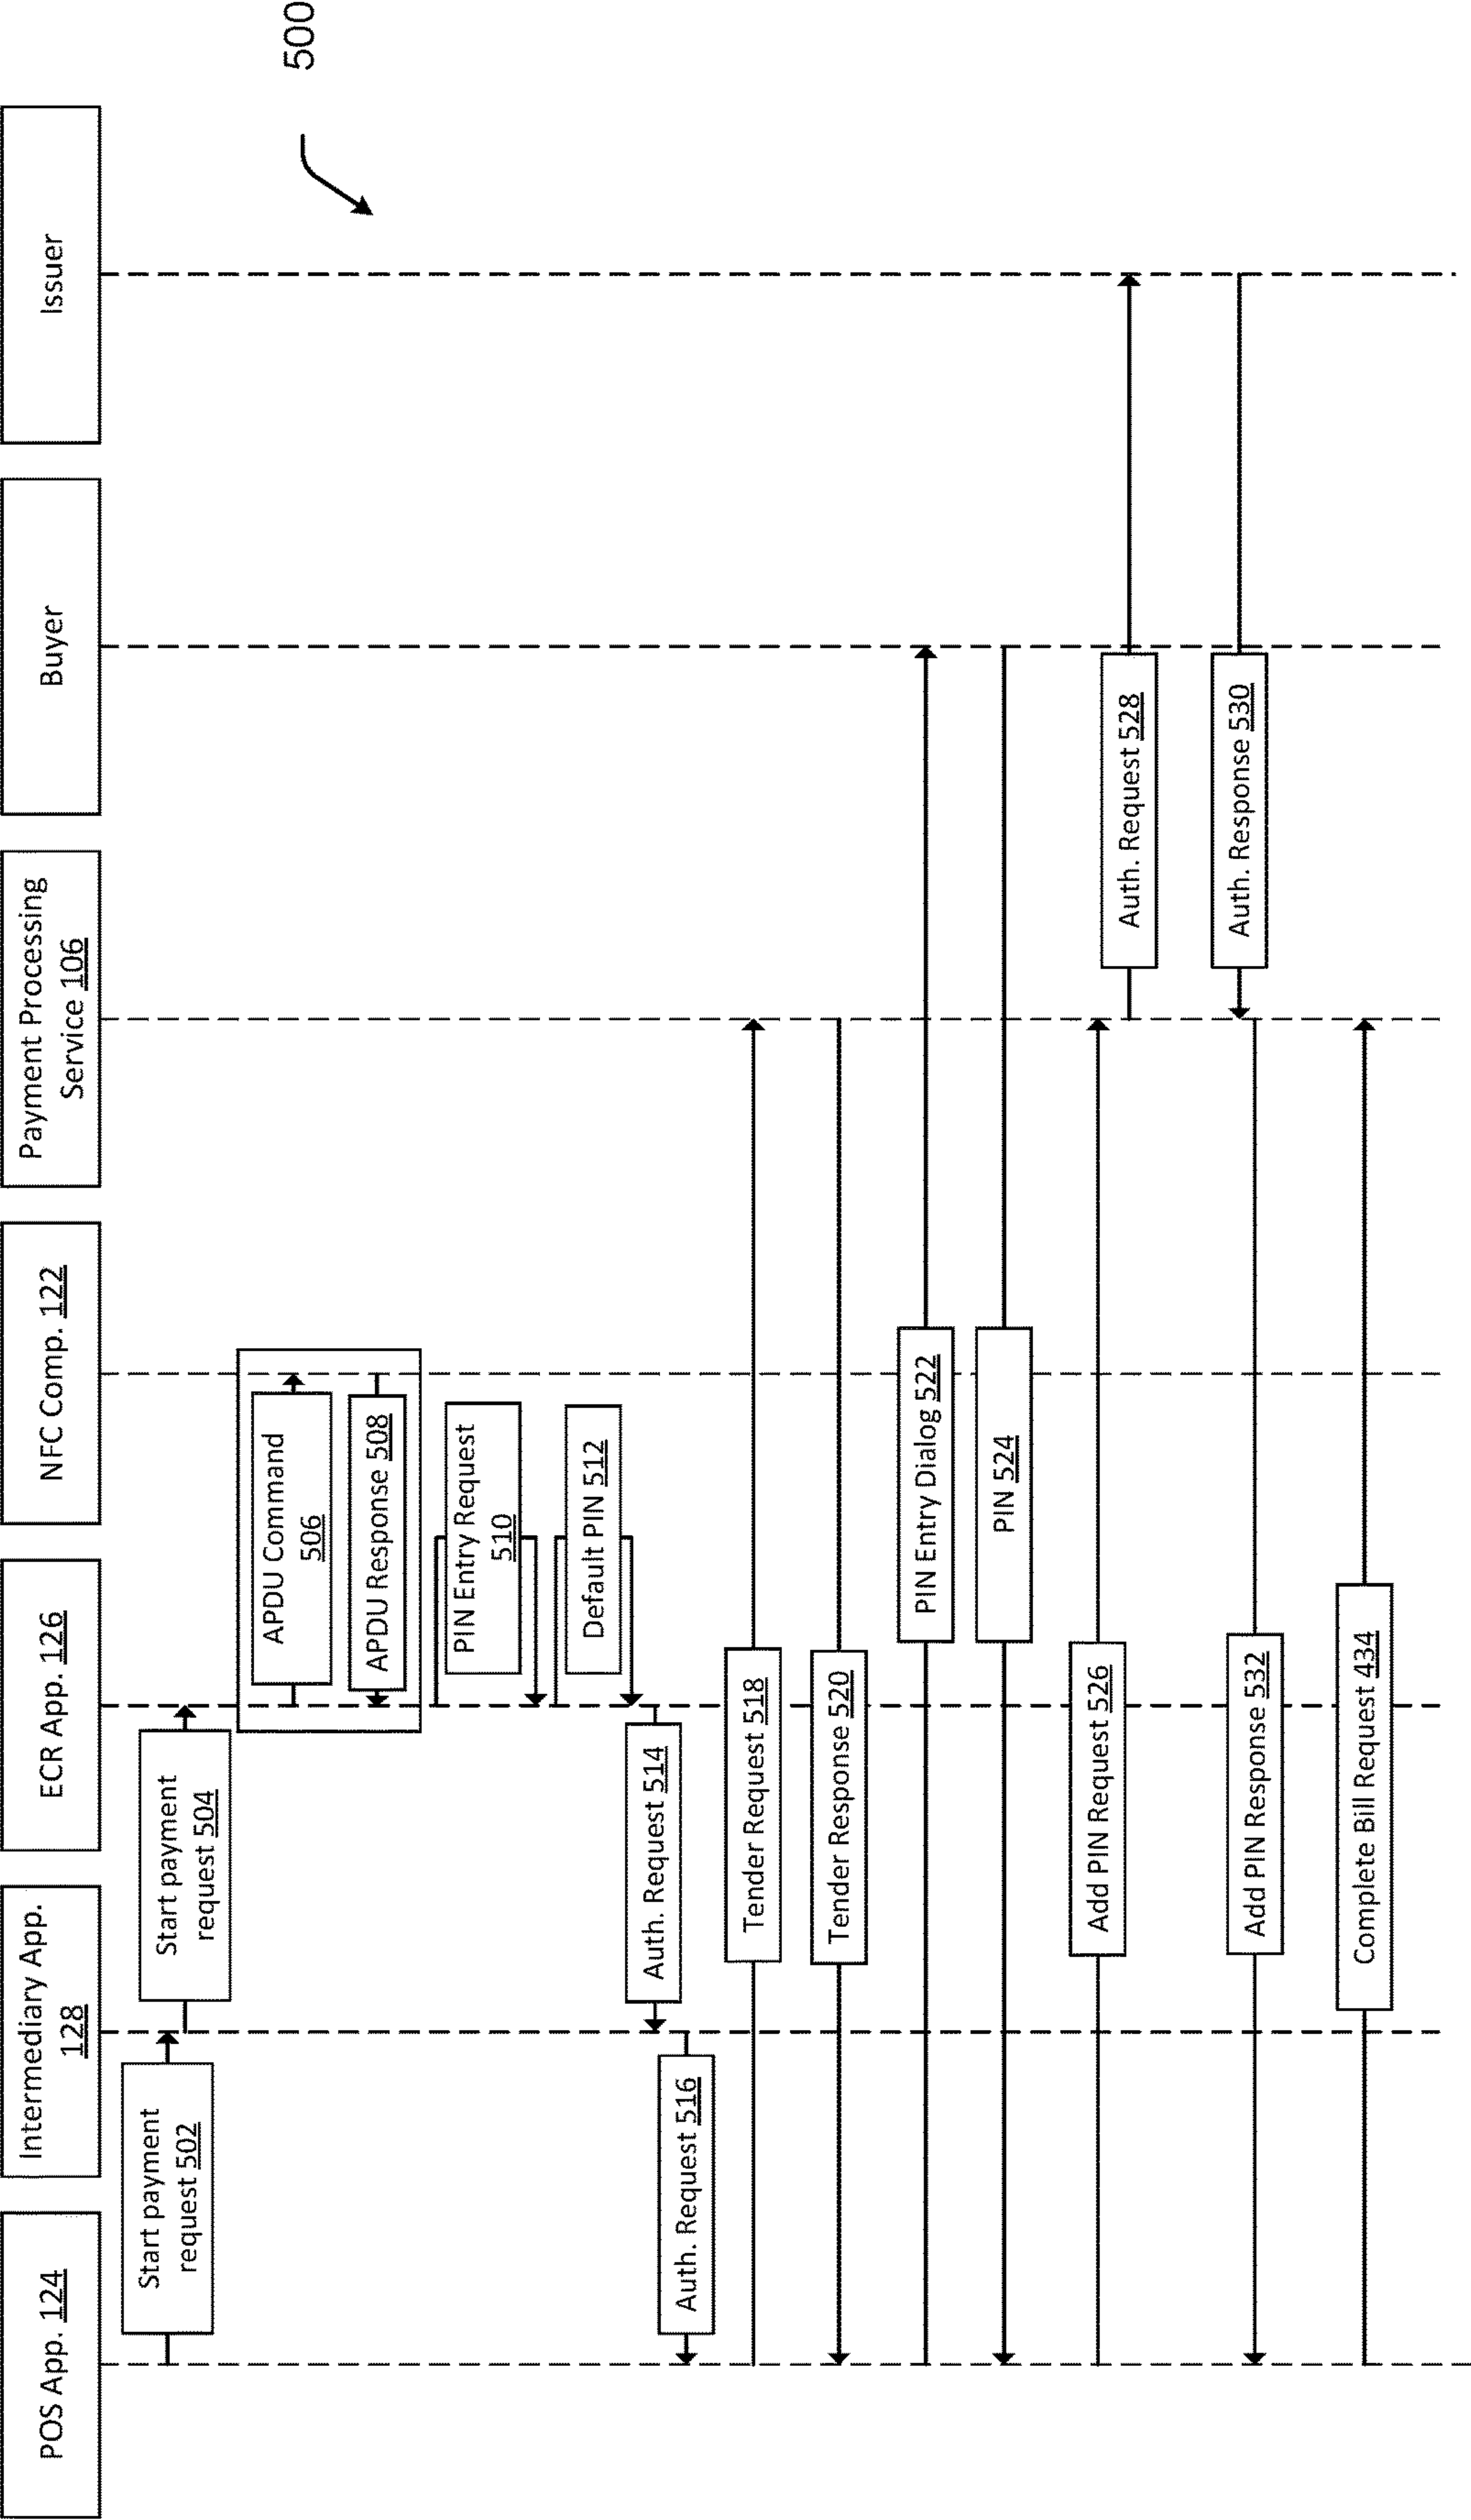 POS App. 124
Intermediary App.
128
ECR App. 126
NFC Comp. 122
Payment Processing
Service 106
Buyer
Issuer
500
Start payment
request 502
Start payment
request 504
APDU Command
506
APDU Response 508
PIN Entry Request
510
Default PIN 512
Auth. Request 514
Auth. Request 516
Tender Request 518
Tender Response 520
PIN Entry Dialog 522
PIN 524
Add PIN Request 526
Auth. Request 528
Auth. Response 530
Add PIN Response 532
Complete Bill Request 434